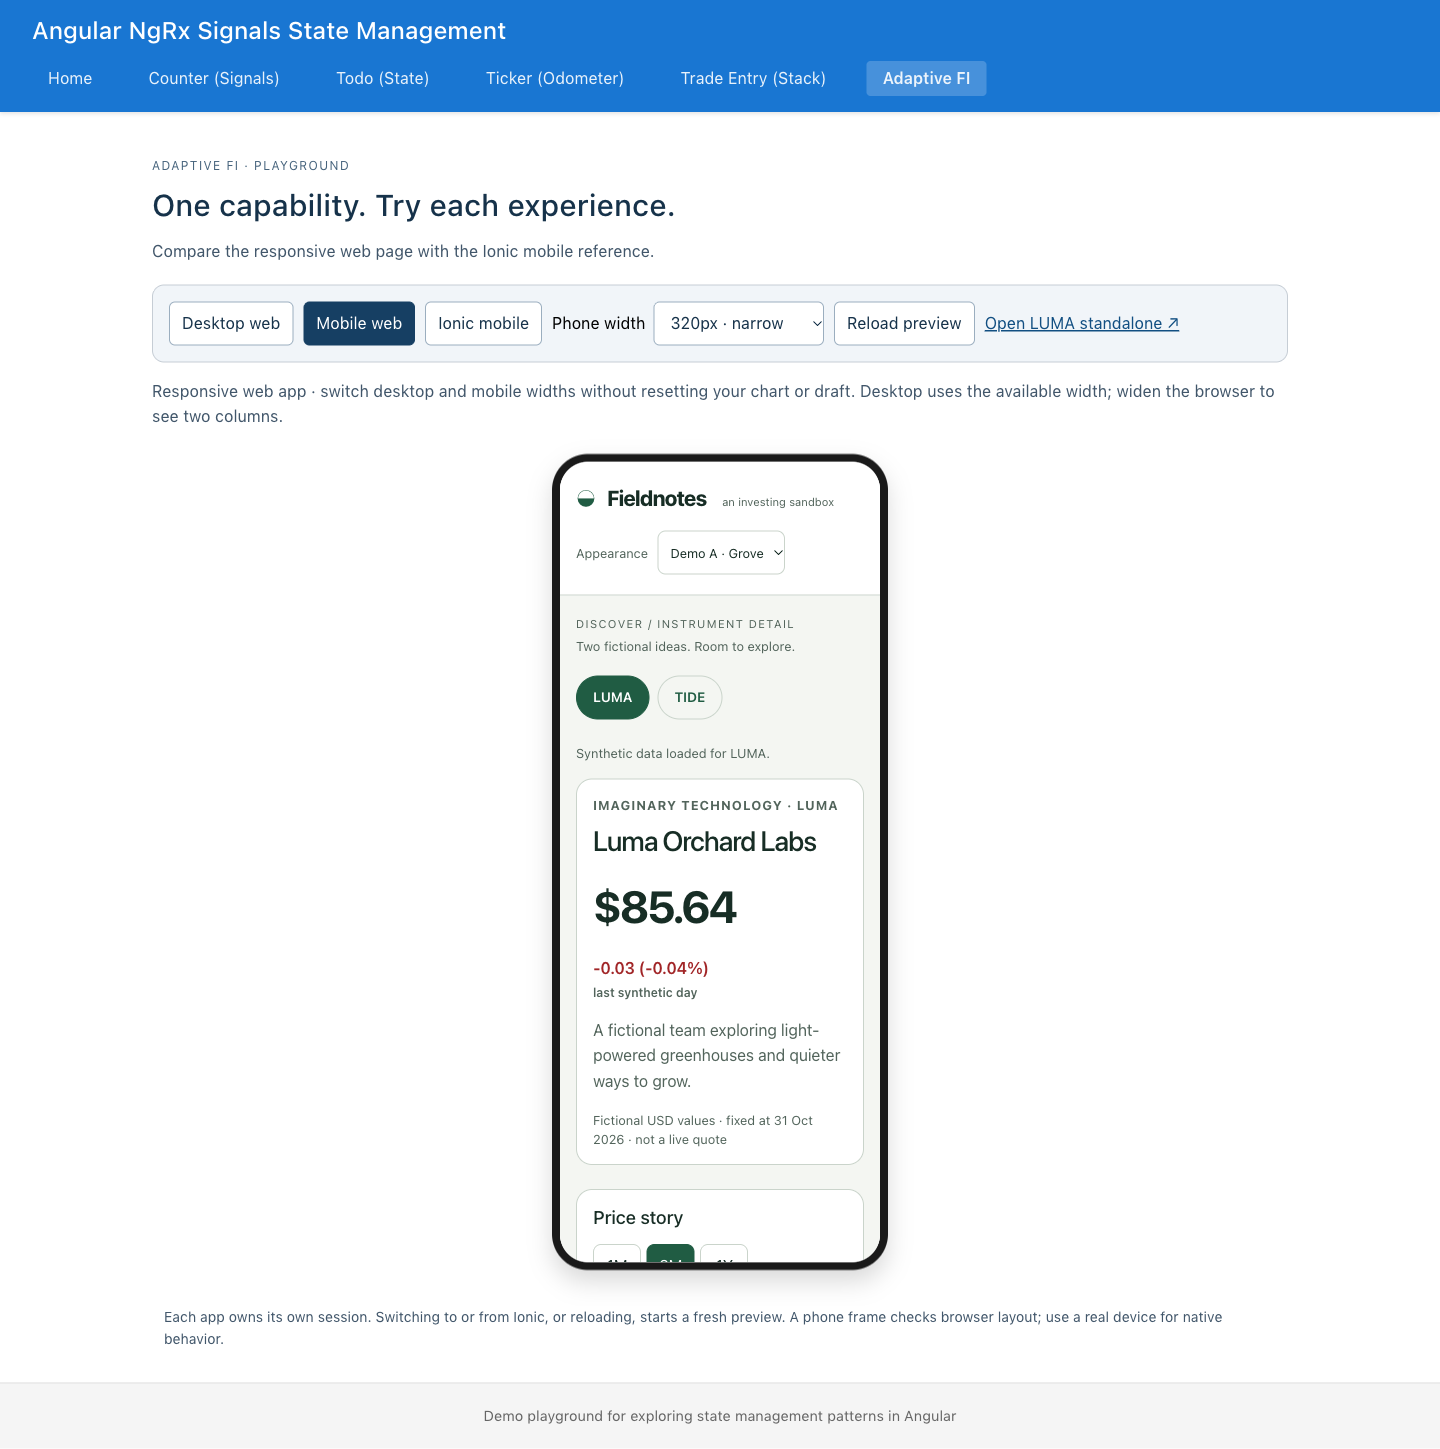 Angular NgRx Signals State Management
Home Counter (Signals) Todo (State) Ticker (Odometer) Trade Entry (Stack) Adaptive FI
ADAPTIVE FI · PLAYGROUND
One capability. Try each experience.
Compare the responsive web page with the Ionic mobile reference.
Desktop web Mobile web Ionic mobile Phone width 320px · narrow Reload preview Open LUMA standalone ↗
Responsive web app · switch desktop and mobile widths without resetting your chart or draft. Desktop uses the available width; widen the browser to
see two columns.
Fieldnotes an investing sandbox
Appearance Demo A · Grove
DISCOVER / INSTRUMENT DETAIL
Two fictional ideas. Room to explore.
LUMA TIDE
Synthetic data loaded for LUMA.
IMAGINARY TECHNOLOGY · LUMA
Luma Orchard Labs
$85.64
-0.03 (-0.04%)
last synthetic day
A fictional team exploring light-
powered greenhouses and quieter
ways to grow.
Fictional USD values · fixed at 31 Oct
2026 · not a live quote
Price story
Each app owns its own session. Switching to or from Ionic, or reloading, starts a fresh preview. A phone frame checks browser layout; use a real device for native
behavior.
Demo playground for exploring state management patterns in Angular